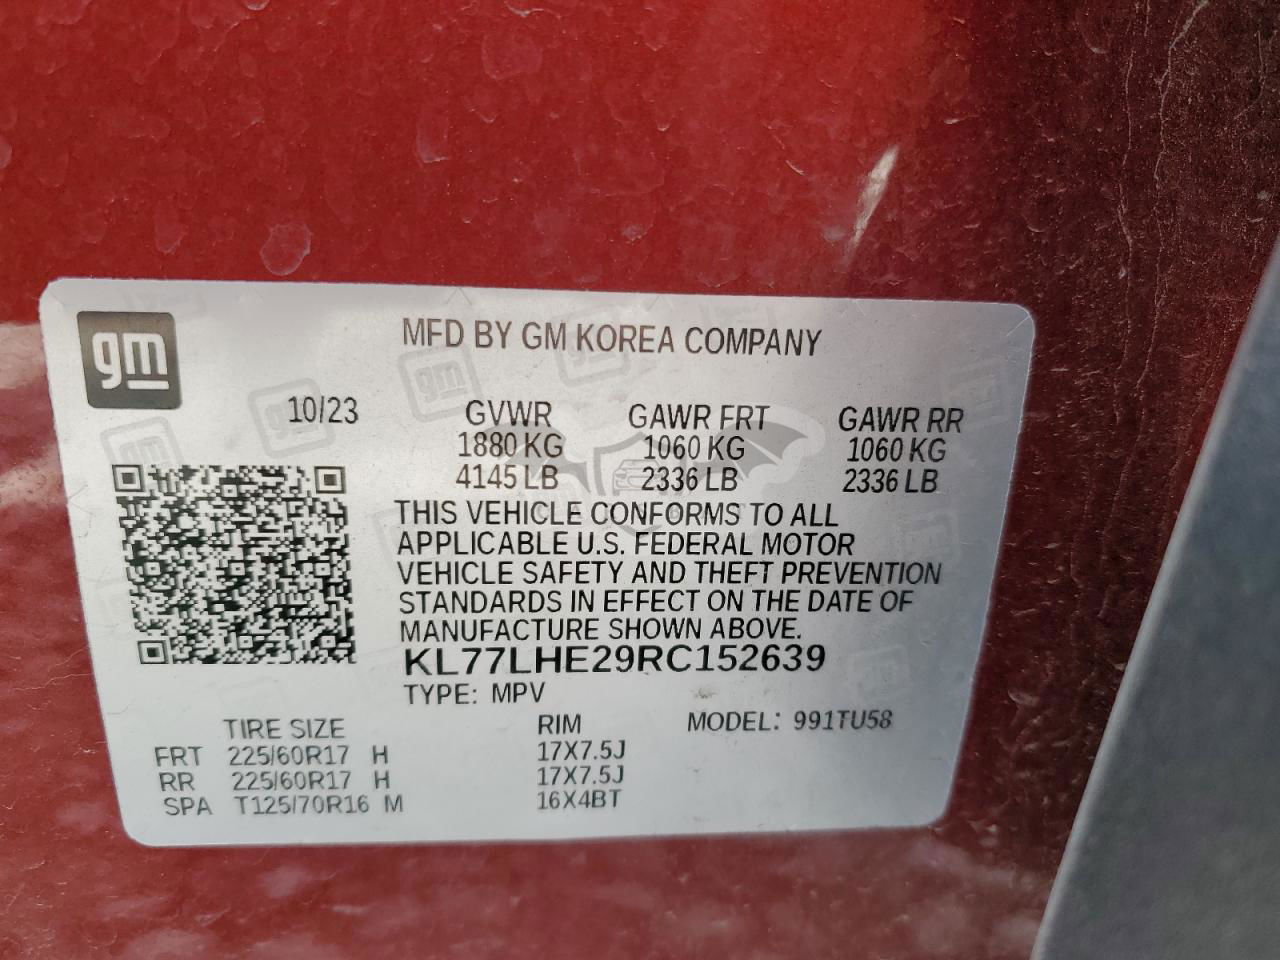 gm
MFD BY GM KOREA COMPANY
10/23 GVWR GAWR FRT GAWR RR
1880 KG 1060 KG 1060 KG
4145 LB 2336 LB 2336 LB
THIS VEHICLE CONFORMS TO ALL
APPLICABLE U.S. FEDERAL MOTOR
VEHICLE SAFETY AND THEFT PREVENTION
STANDARDS IN EFFECT ON THE DATE OF
MANUFACTURE SHOWN ABOVE.
KL77LHE29RC152639
TYPE: MPV
TIRE SIZE RIM MODEL: 991TU58
FRT 225/60R17 H 17X7.5J
RR 225/60R17 H 17X7.5J
SPA T125/70R16 M 16X4BT